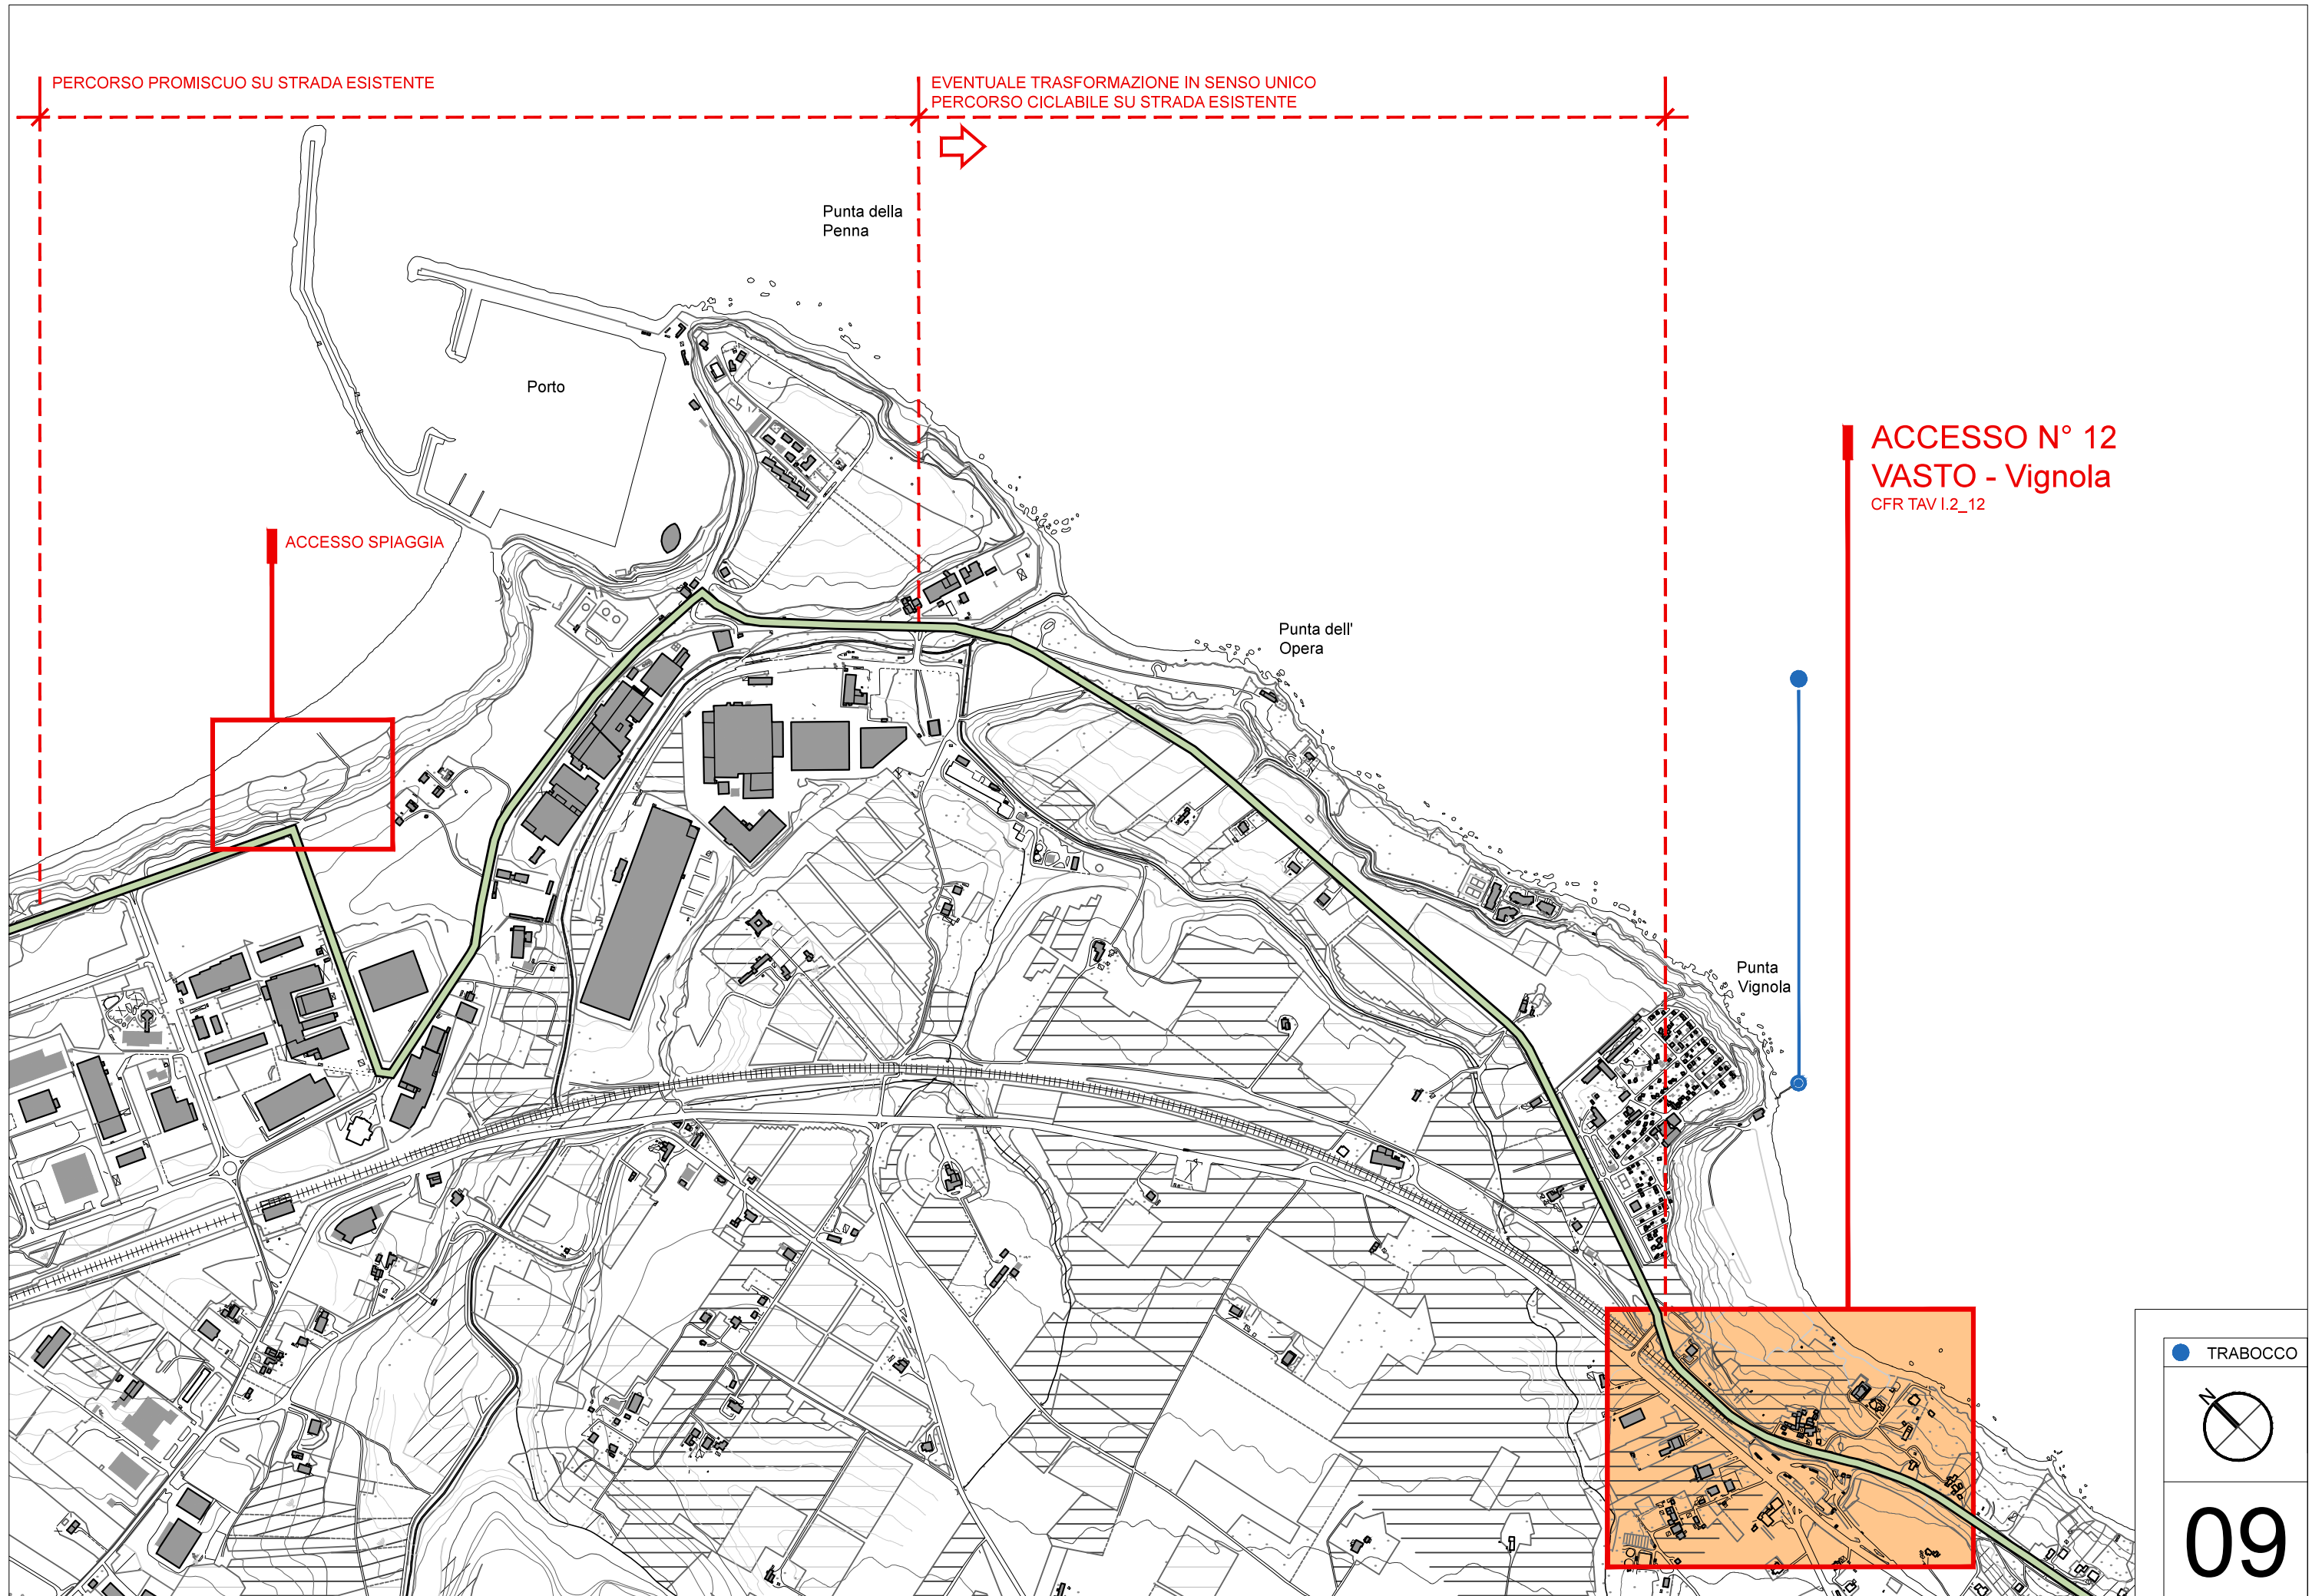 PERCORSO PROMISCUO SU STRADA ESISTENTE
EVENTUALE TRASFORMAZIONE IN SENSO UNICO
PERCORSO CICLABILE SU STRADA ESISTENTE
Punta della
Penna
Porto
ACCESSO N° 12
VASTO - Vignola
CFR TAV I.2_12
ACCESSO SPIAGGIA
Punta dell'
Opera
Punta
Vignola
TRABOCCO
N
09